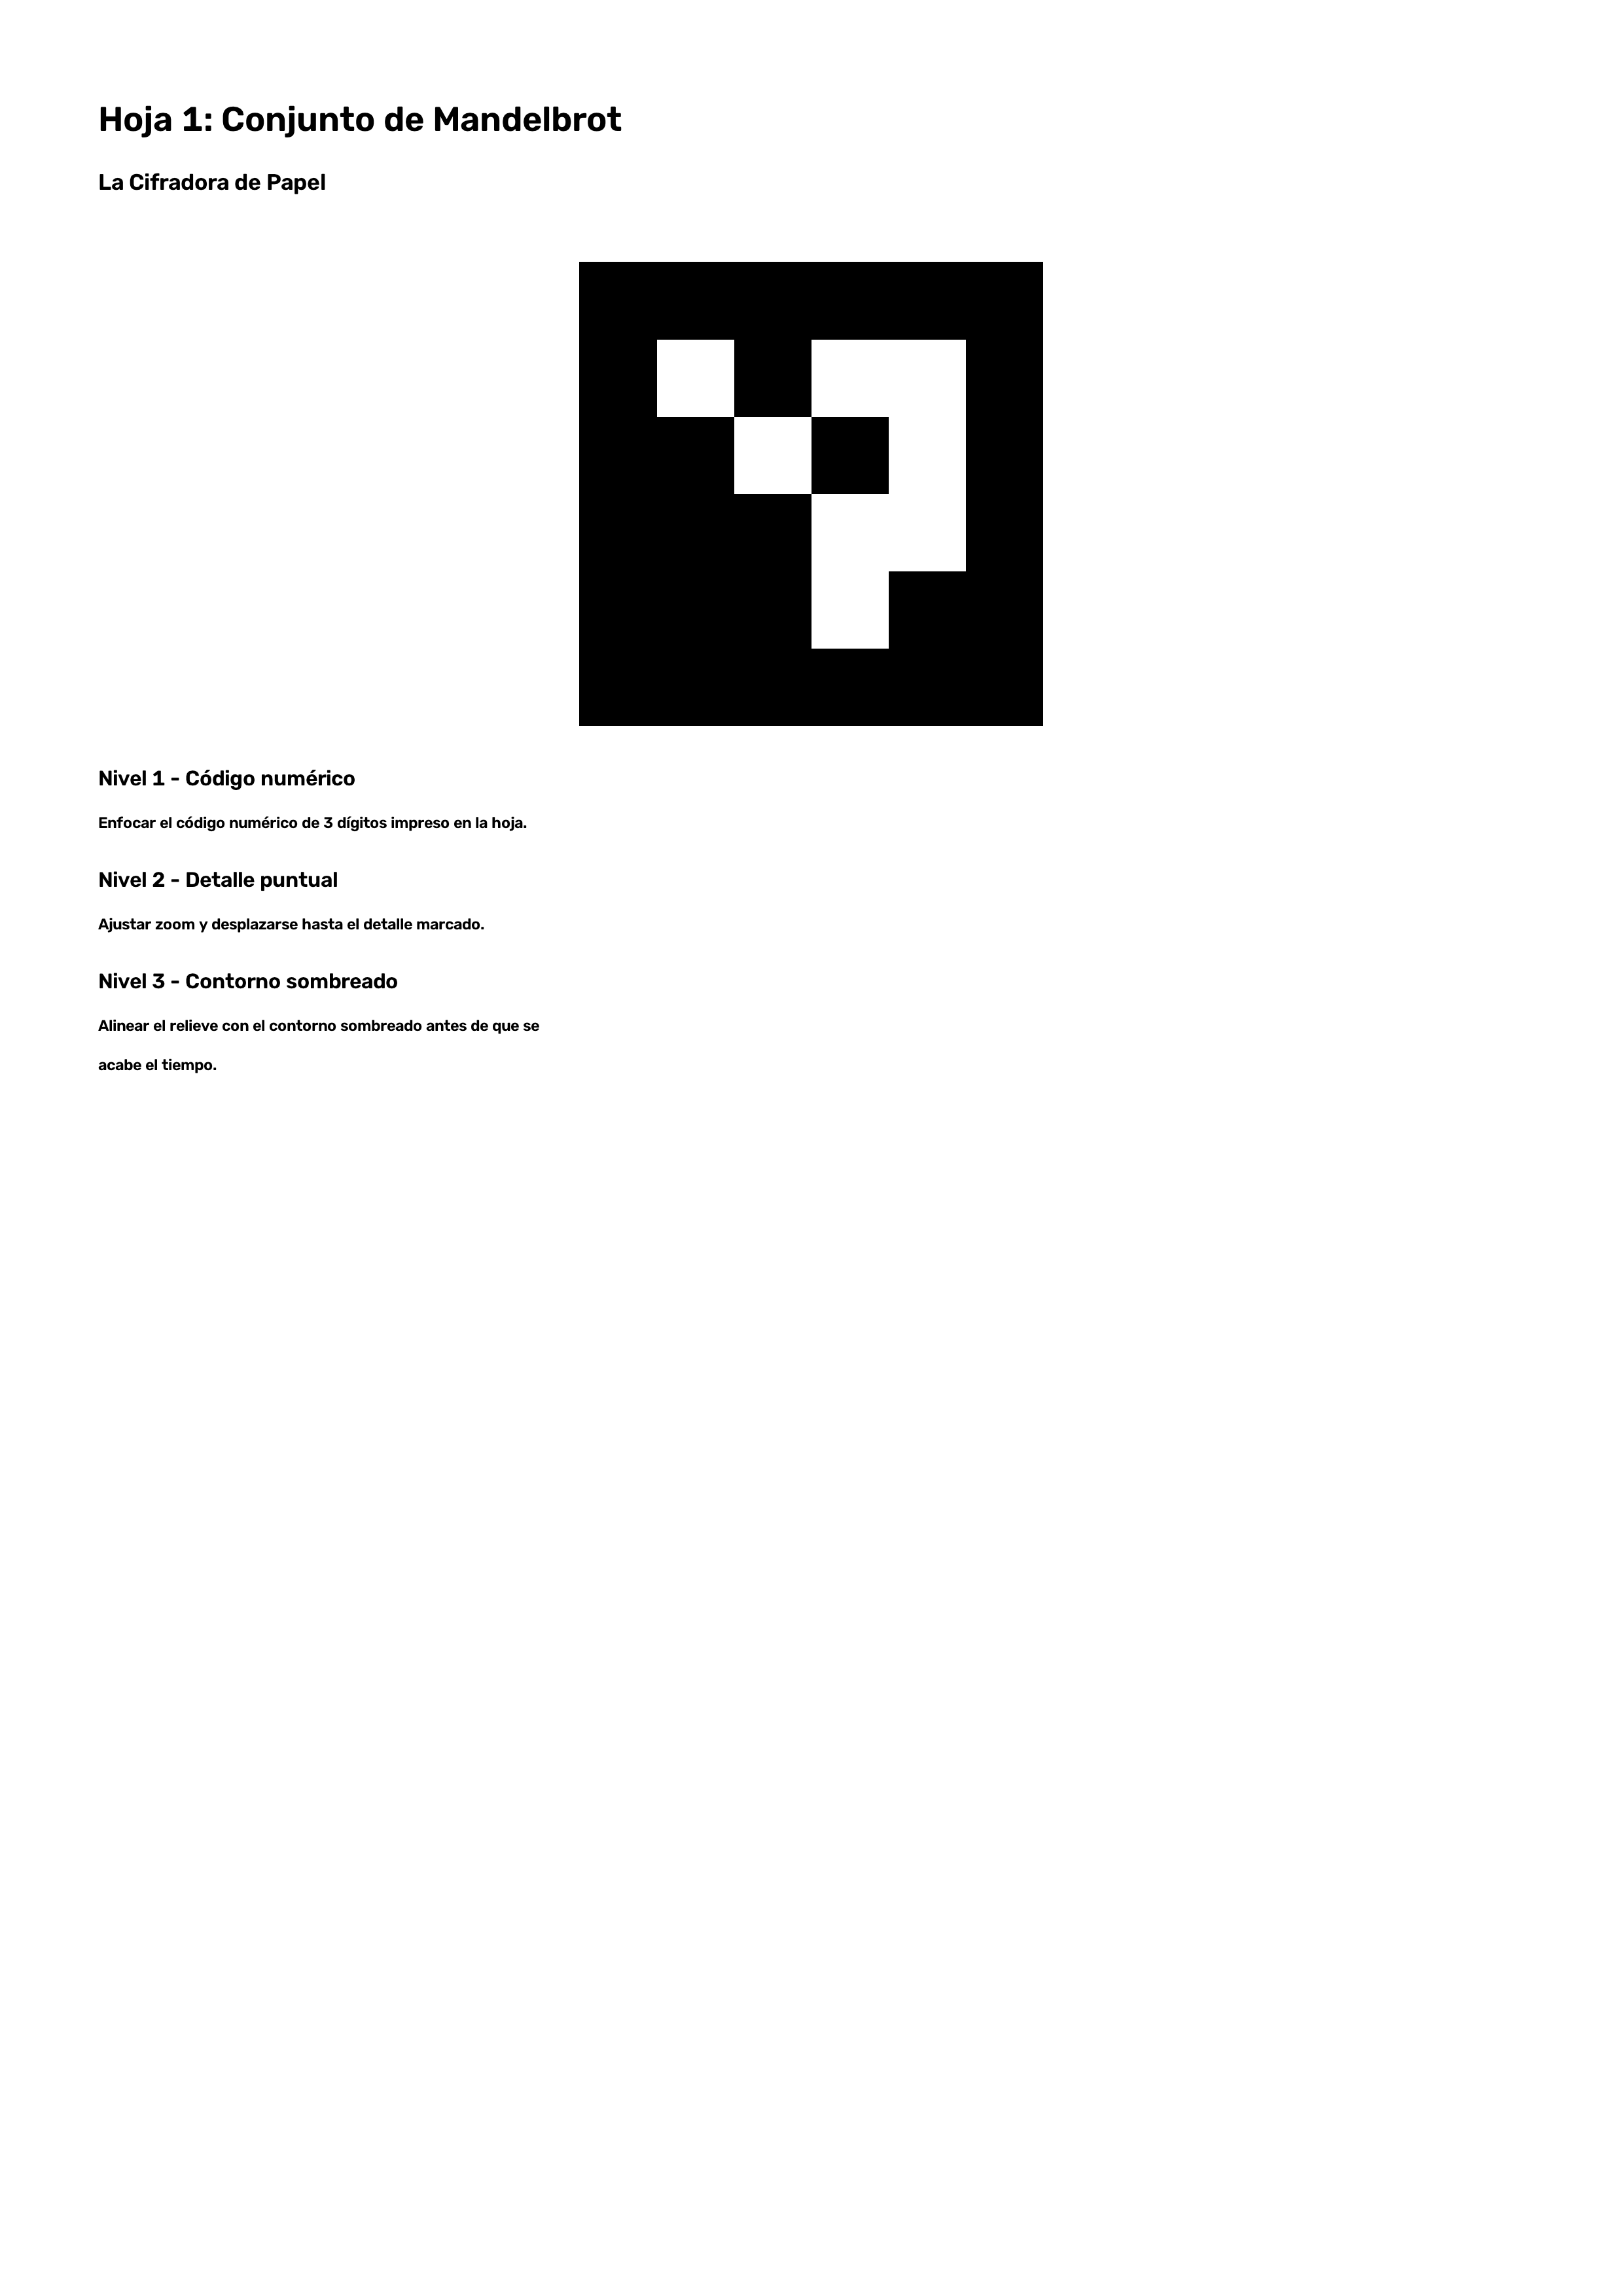 Hoja 1: Conjunto de Mandelbrot
La Cifradora de Papel
Nivel 1 - Código numérico
Enfocar el código numérico de 3 dígitos impreso en la hoja.
Nivel 2 - Detalle puntual
Ajustar zoom y desplazarse hasta el detalle marcado.
Nivel 3 - Contorno sombreado
Alinear el relieve con el contorno sombreado antes de que se
acabe el tiempo.